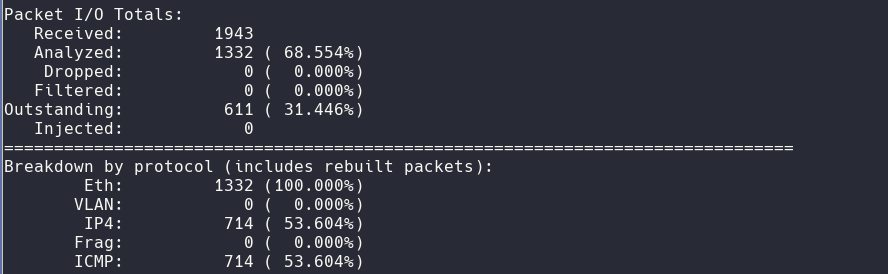 Packet I/O Totals:
   Received:         1943
   Analyzed:         1332 ( 68.554%)
    Dropped:            0 (  0.000%)
   Filtered:            0 (  0.000%)
Outstanding:          611 ( 31.446%)
   Injected:            0
===============================================================================
Breakdown by protocol (includes rebuilt packets):
        Eth:         1332 (100.000%)
       VLAN:            0 (  0.000%)
        IP4:          714 ( 53.604%)
       Frag:            0 (  0.000%)
       ICMP:          714 ( 53.604%)